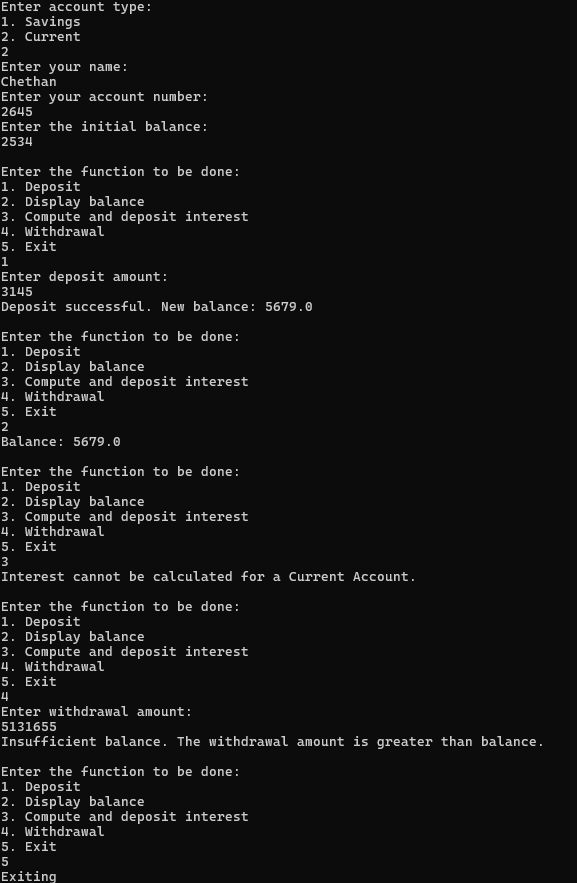 Enter account type:
1. Savings
2. Current
2
Enter your name:
Chethan
Enter your account number:
2645
Enter the initial balance:
2534

Enter the function to be done:
1. Deposit
2. Display balance
3. Compute and deposit interest
4. Withdrawal
5. Exit
1
Enter deposit amount:
3145
Deposit successful. New balance: 5679.0

Enter the function to be done:
1. Deposit
2. Display balance
3. Compute and deposit interest
4. Withdrawal
5. Exit
2
Balance: 5679.0

Enter the function to be done:
1. Deposit
2. Display balance
3. Compute and deposit interest
4. Withdrawal
5. Exit
3
Interest cannot be calculated for a Current Account.

Enter the function to be done:
1. Deposit
2. Display balance
3. Compute and deposit interest
4. Withdrawal
5. Exit
4
Enter withdrawal amount:
5131655
Insufficient balance. The withdrawal amount is greater than balance.

Enter the function to be done:
1. Deposit
2. Display balance
3. Compute and deposit interest
4. Withdrawal
5. Exit
5
Exiting